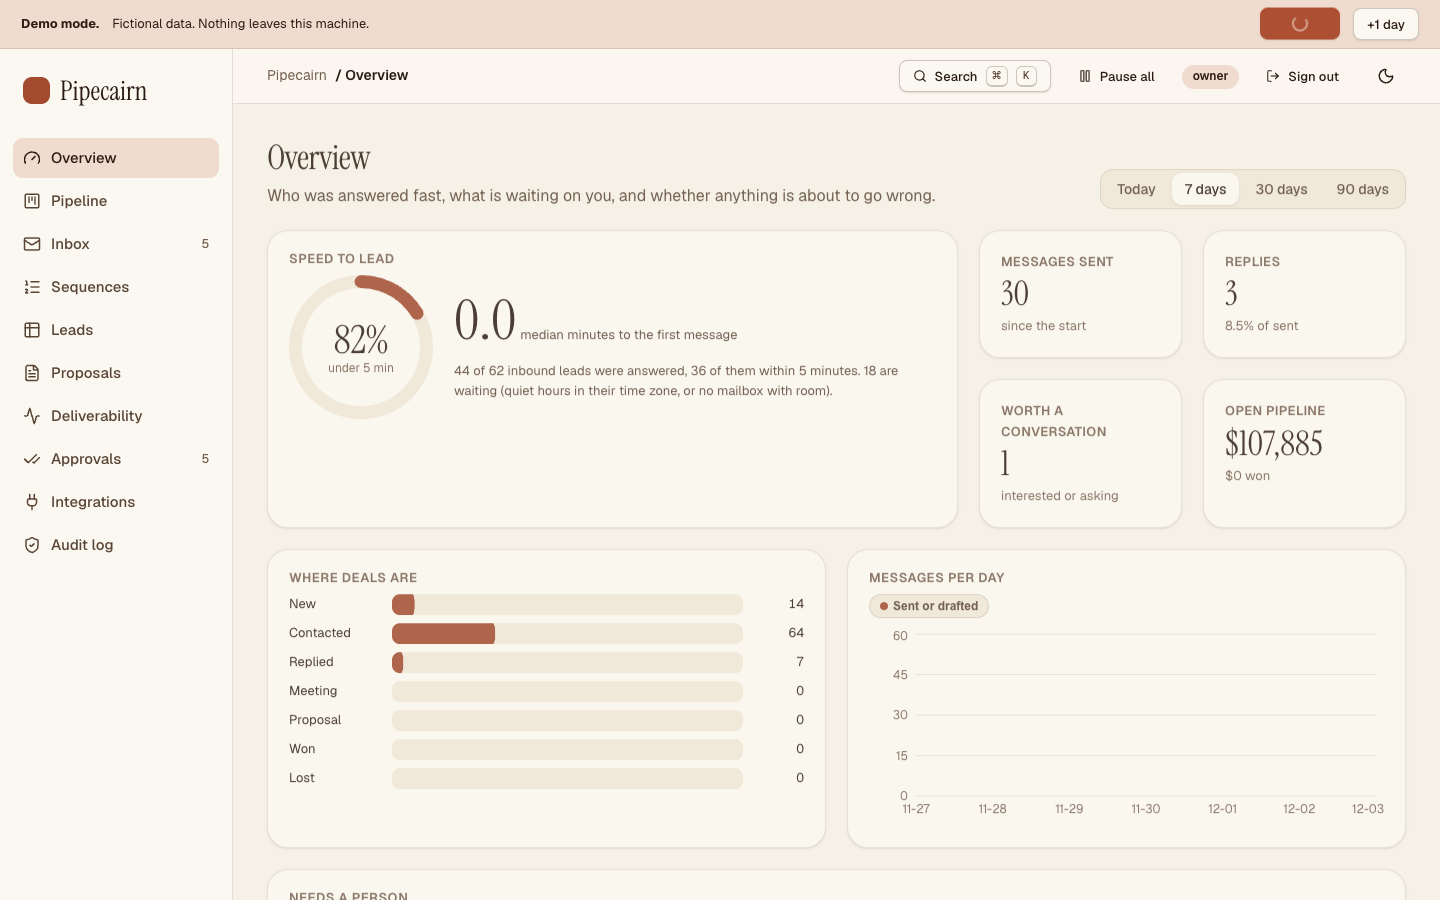 Demo mode. Fictional data. Nothing leaves this machine.
+1 day
Pipecairn
Pipecairn / Overview
Search ⌘ K
Pause all
owner
Sign out
Overview
Pipeline
Inbox 5
Sequences
Leads
Proposals
Deliverability
Approvals 5
Integrations
Audit log
Overview
Who was answered fast, what is waiting on you, and whether anything is about to go wrong.
Today 7 days 30 days 90 days
SPEED TO LEAD
82%
under 5 min
0.0 median minutes to the first message
44 of 62 inbound leads were answered, 36 of them within 5 minutes. 18 are
waiting (quiet hours in their time zone, or no mailbox with room).
MESSAGES SENT
30
since the start
REPLIES
3
8.5% of sent
WORTH A
CONVERSATION
1
interested or asking
OPEN PIPELINE
$107,885
$0 won
WHERE DEALS ARE
New 14
Contacted 64
Replied 7
Meeting 0
Proposal 0
Won 0
Lost 0
MESSAGES PER DAY
Sent or drafted
60
45
30
15
0
11-27 11-28 11-29 11-30 12-01 12-02 12-03
NEEDS A PERSON